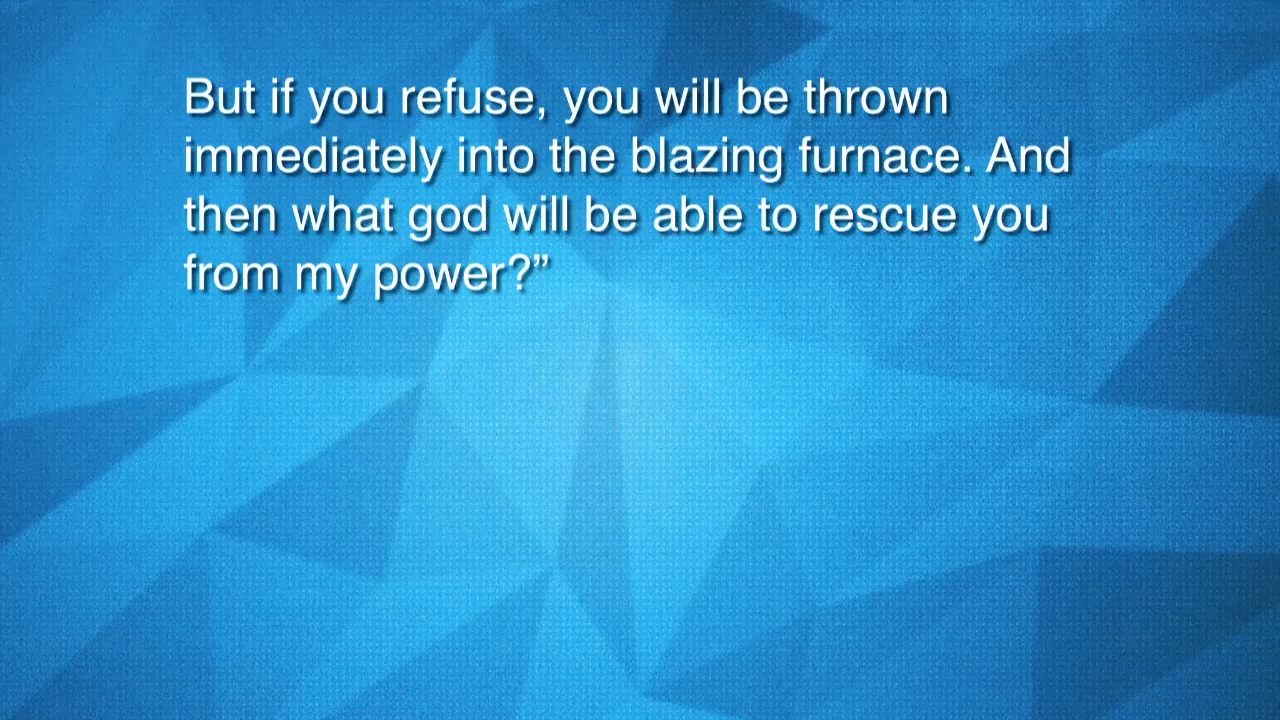 But if you refuse, you will be thrown
immediately into the blazing furnace. And
then what god will be able to rescue you
from my power?”